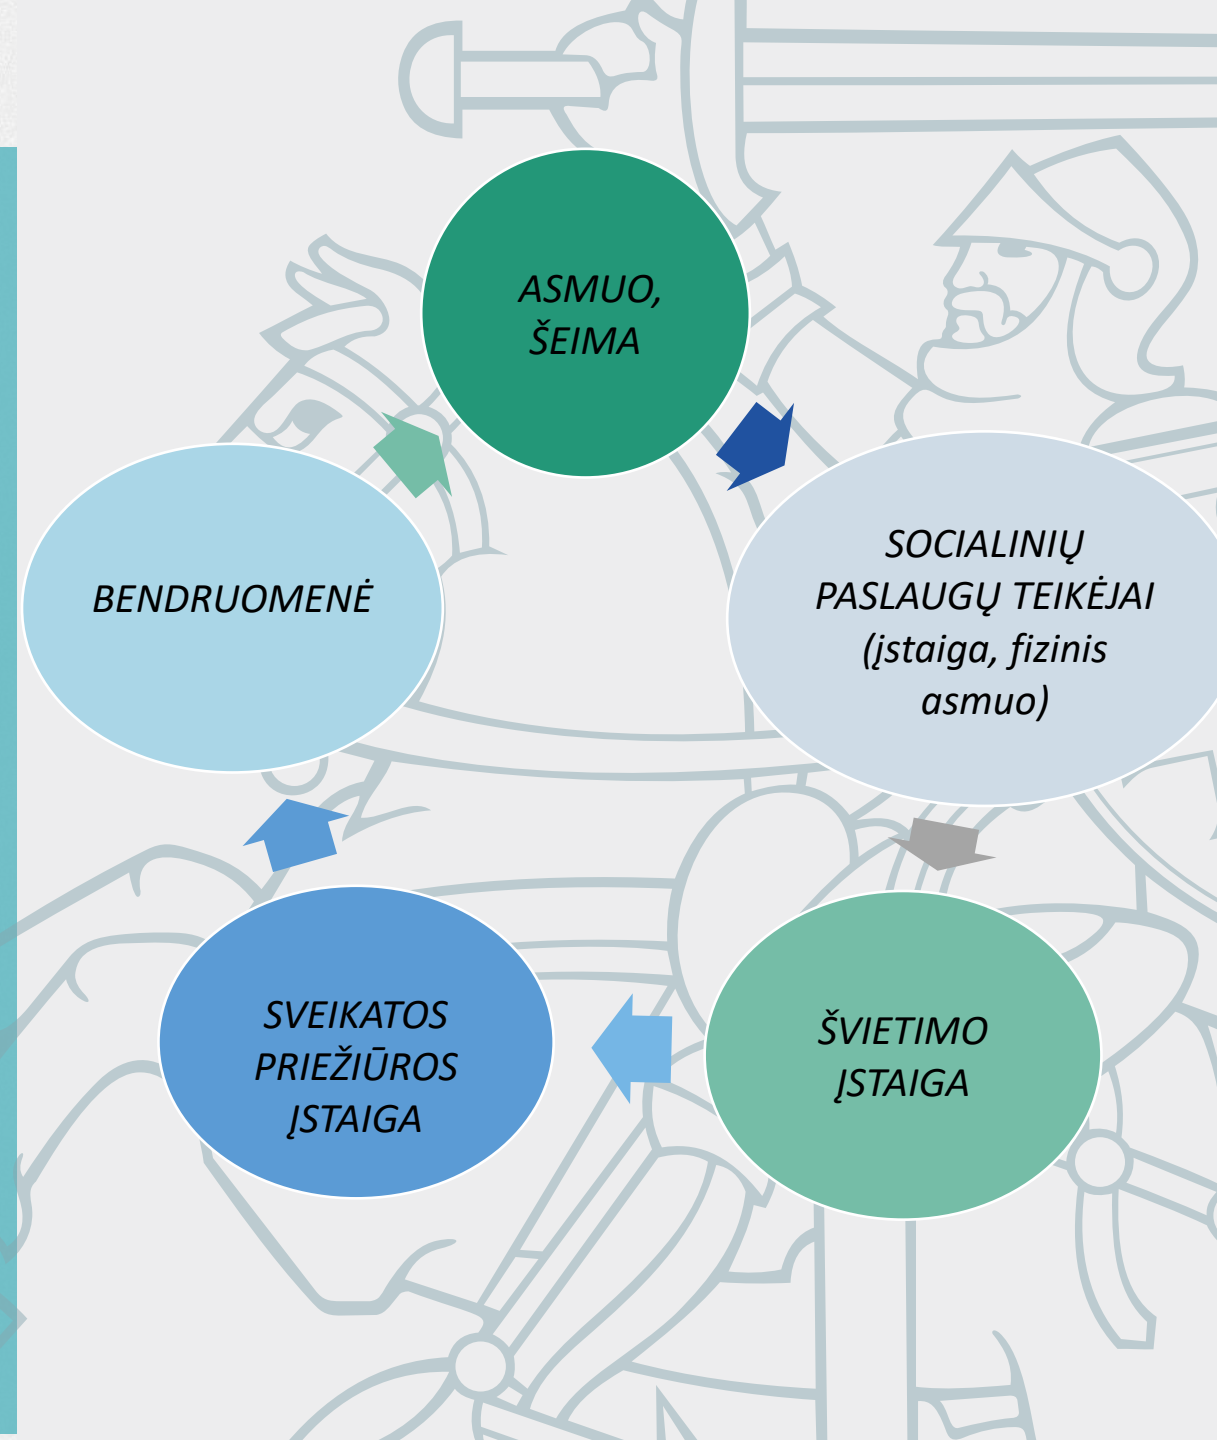 ASMUO,
ŠEIMA
SOCIALINIŲ
PASLAUGŲ TEIKĖJAI
(įstaiga, fizinis
asmuo)
ŠVIETIMO
ĮSTAIGA
SVEIKATOS
PRIEŽIŪROS
ĮSTAIGA
BENDRUOMENĖ